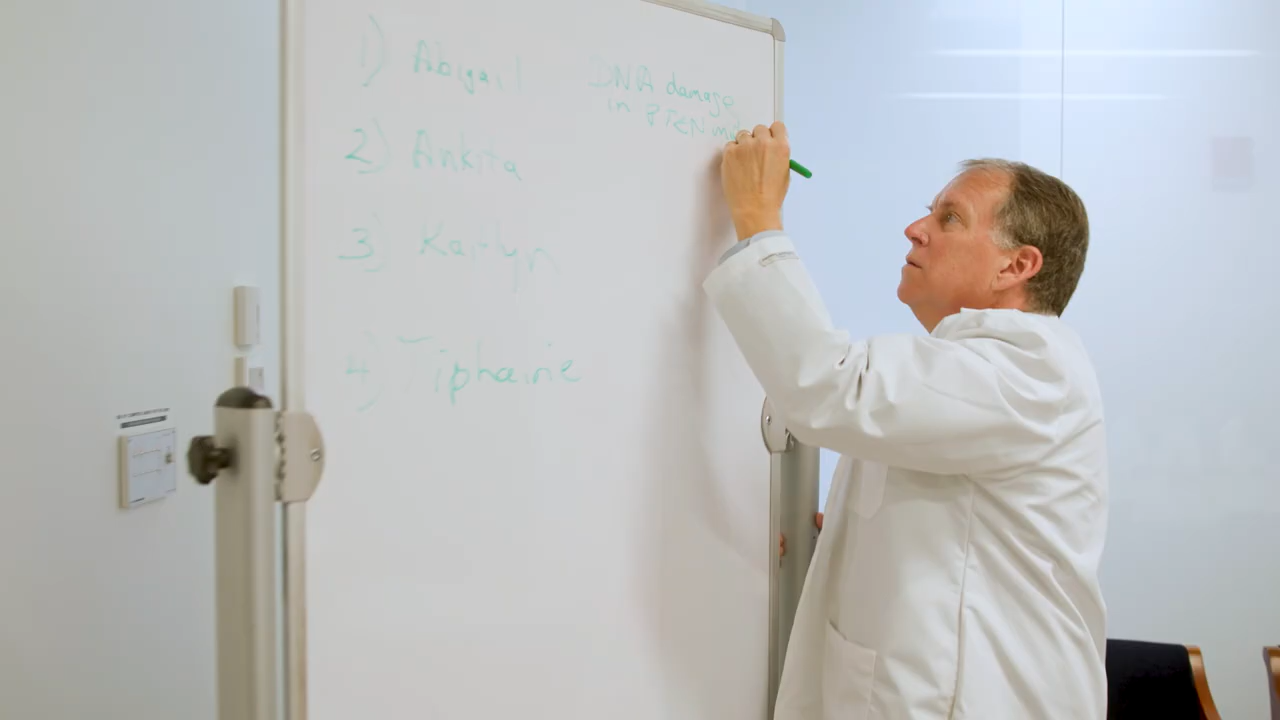 1) Abigail DNA damage
in PTEN
2) Ankita
3) Kaitlyn
4) Tiphaine